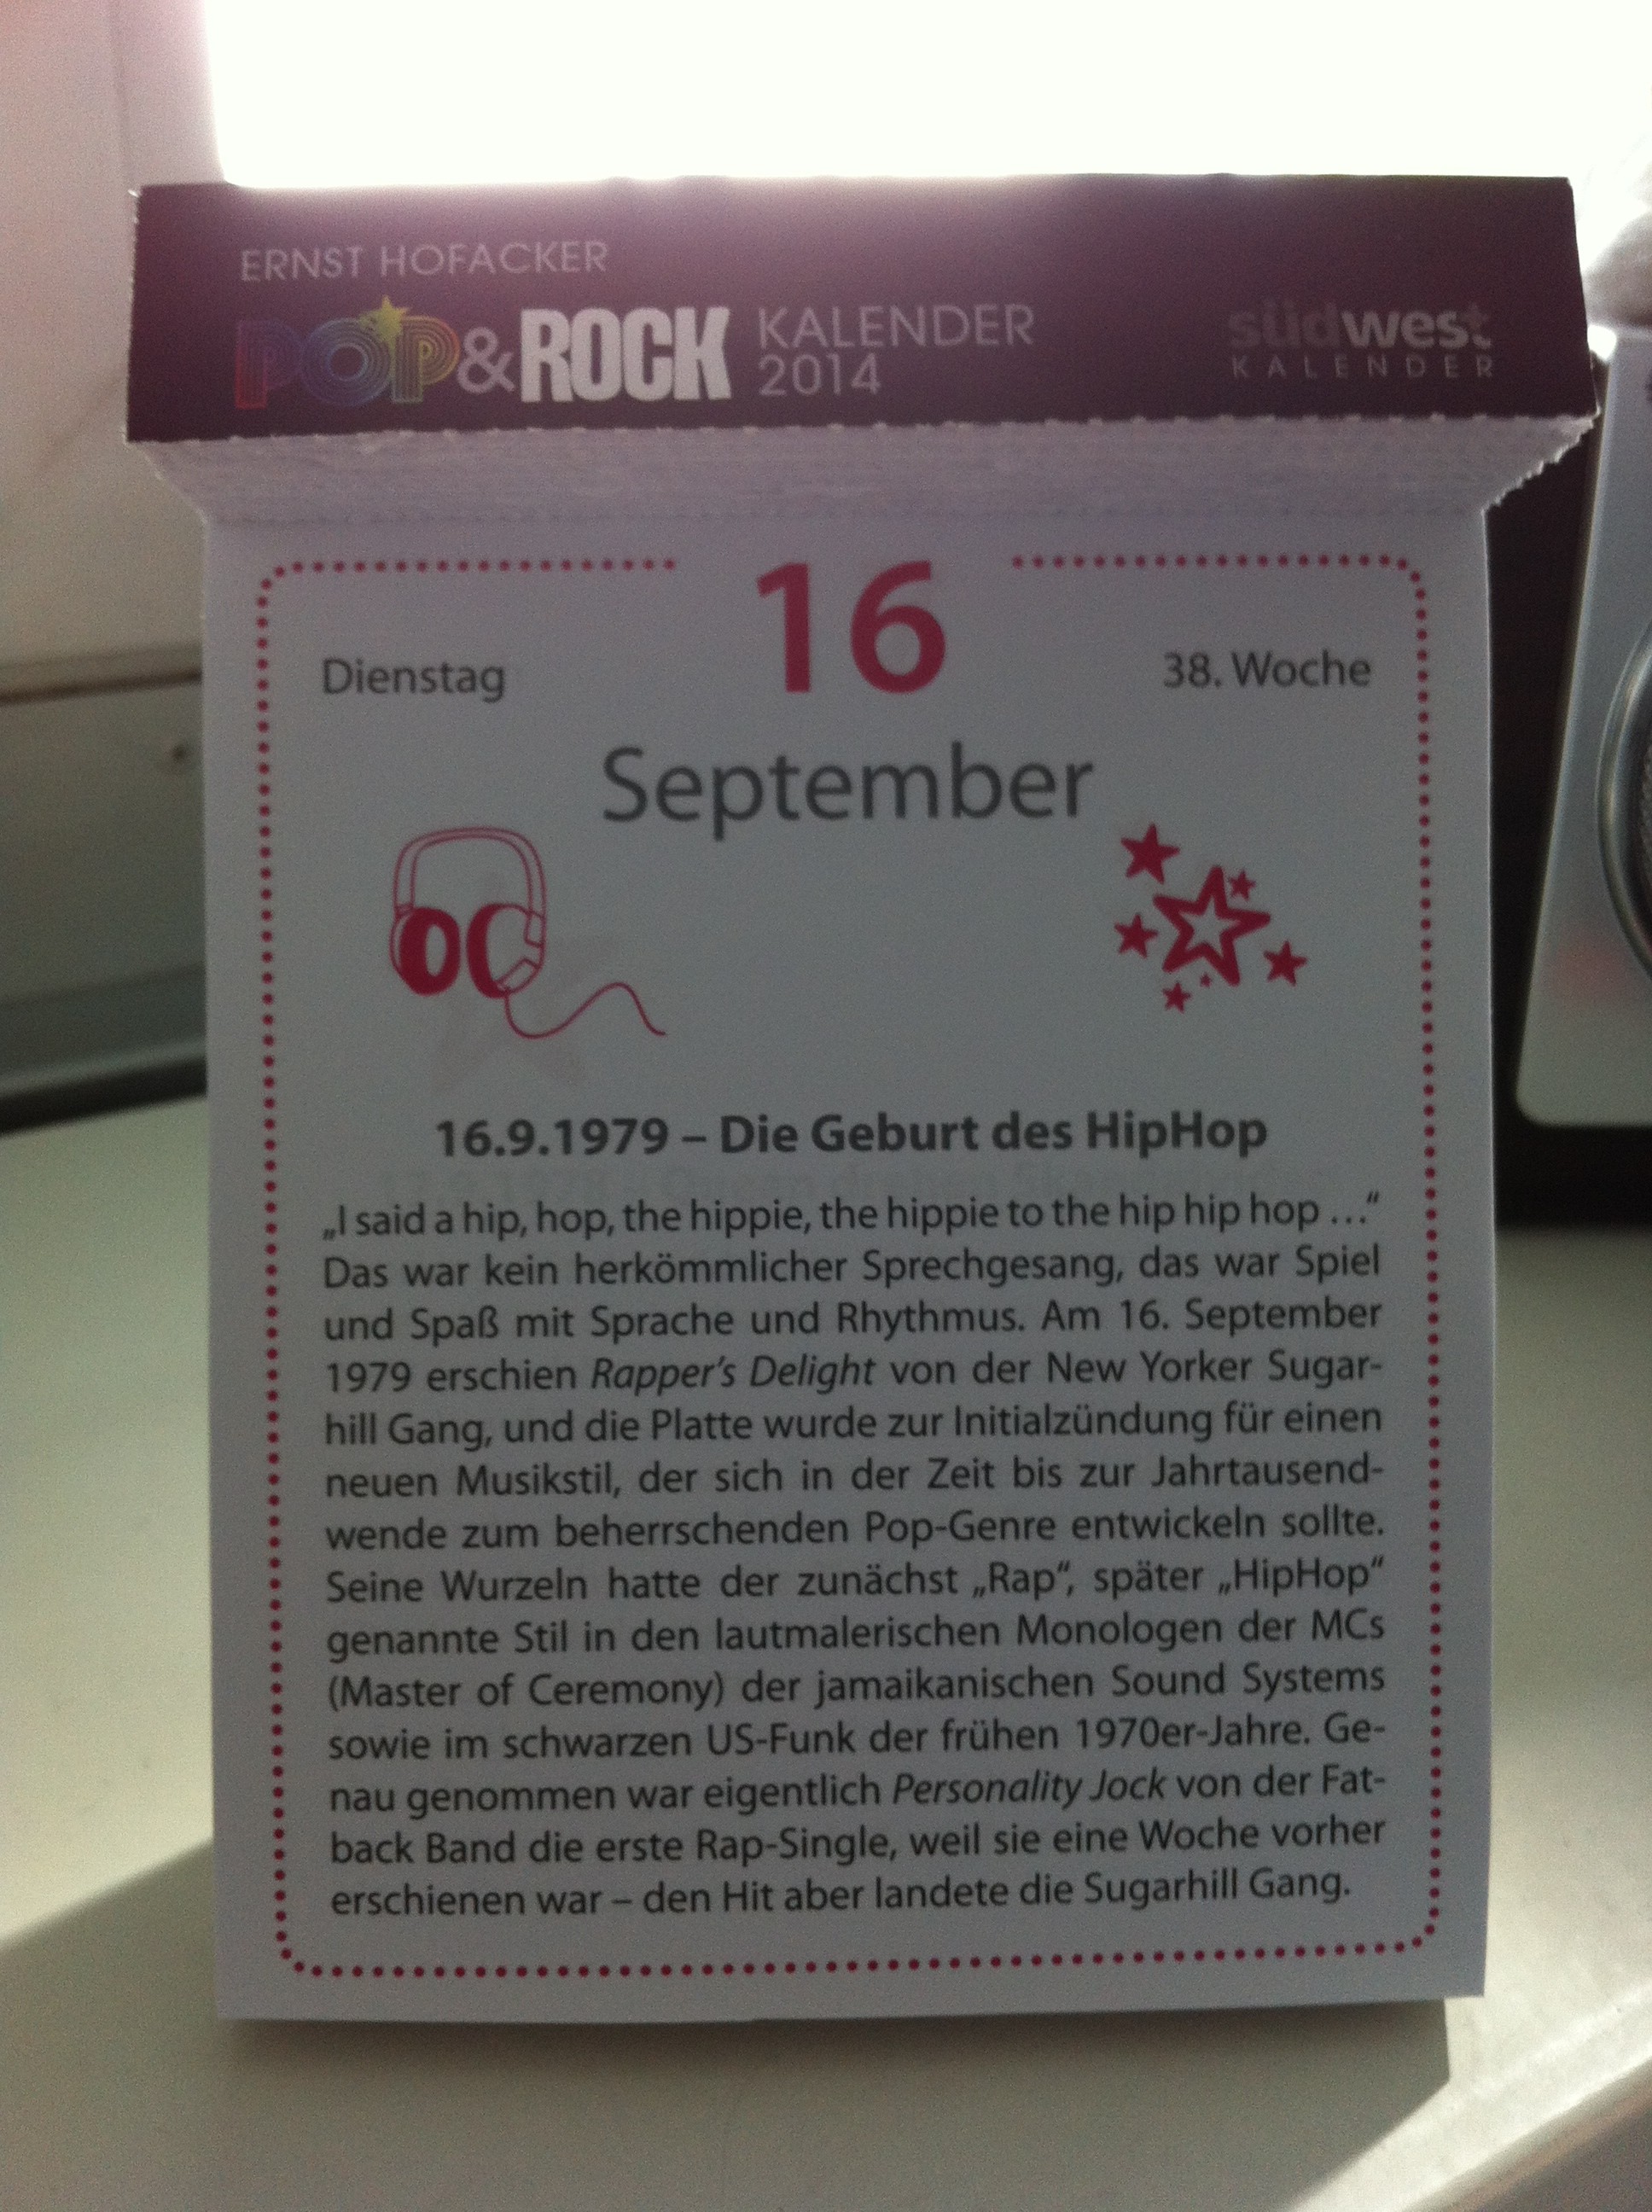 ERNST HOFACKER
POP&ROCK KALENDER 2014
südwest
KALENDER
16
Dienstag
38. Woche
September
16.9.1979 – Die Geburt des HipHop
„I said a hip, hop, the hippie, the hippie to the hip hip hop …“
Das war kein herkömmlicher Sprechgesang, das war Spiel
und Spaß mit Sprache und Rhythmus. Am 16. September
1979 erschien Rapper’s Delight von der New Yorker Sugar-
hill Gang, und die Platte wurde zur Initialzündung für einen
neuen Musikstil, der sich in der Zeit bis zur Jahrtausend-
wende zum beherrschenden Pop-Genre entwickeln sollte.
Seine Wurzeln hatte der zunächst „Rap“, später „HipHop“
genannte Stil in den lautmalerischen Monologen der MCs
(Master of Ceremony) der jamaikanischen Sound Systems
sowie im schwarzen US-Funk der frühen 1970er-Jahre. Ge-
nau genommen war eigentlich Personality Jock von der Fat-
back Band die erste Rap-Single, weil sie eine Woche vorher
erschienen war – den Hit aber landete die Sugarhill Gang.